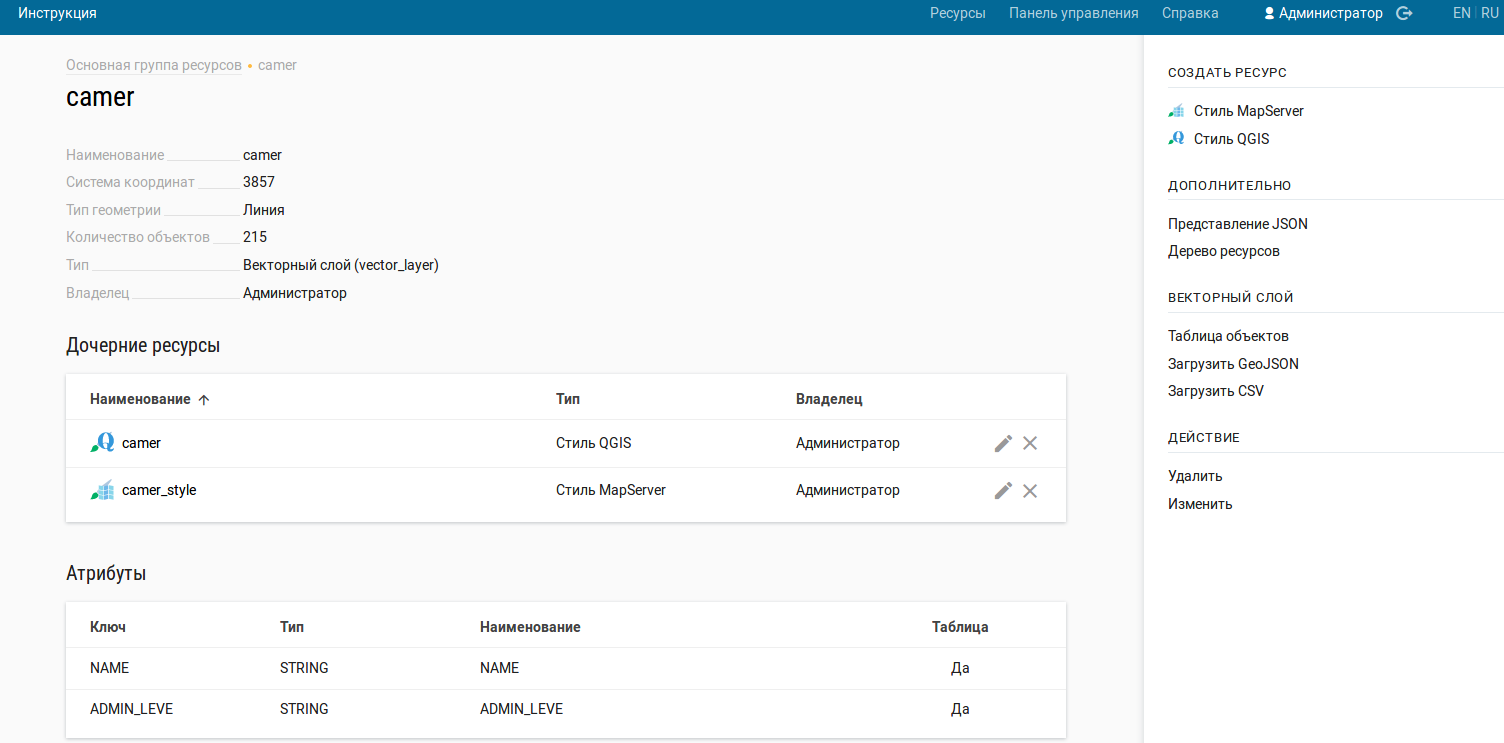 Инструкция
Ресурсы Панель управления Справка Администратор EN RU
Основная группа ресурсов • camer
camer
Наименование camer
Система координат 3857
Тип геометрии Линия
Количество объектов 215
Тип Векторный слой (vector_layer)
Владелец Администратор
Дочерние ресурсы
Наименование Тип Владелец
camer Стиль QGIS Администратор
camer_style Стиль MapServer Администратор
Атрибуты
Ключ Тип Наименование Таблица
NAME STRING NAME Да
ADMIN_LEVE STRING ADMIN_LEVE Да
СОЗДАТЬ РЕСУРС
Стиль MapServer
Стиль QGIS
ДОПОЛНИТЕЛЬНО
Представление JSON
Дерево ресурсов
ВЕКТОРНЫЙ СЛОЙ
Таблица объектов
Загрузить GeoJSON
Загрузить CSV
ДЕЙСТВИЕ
Удалить
Изменить